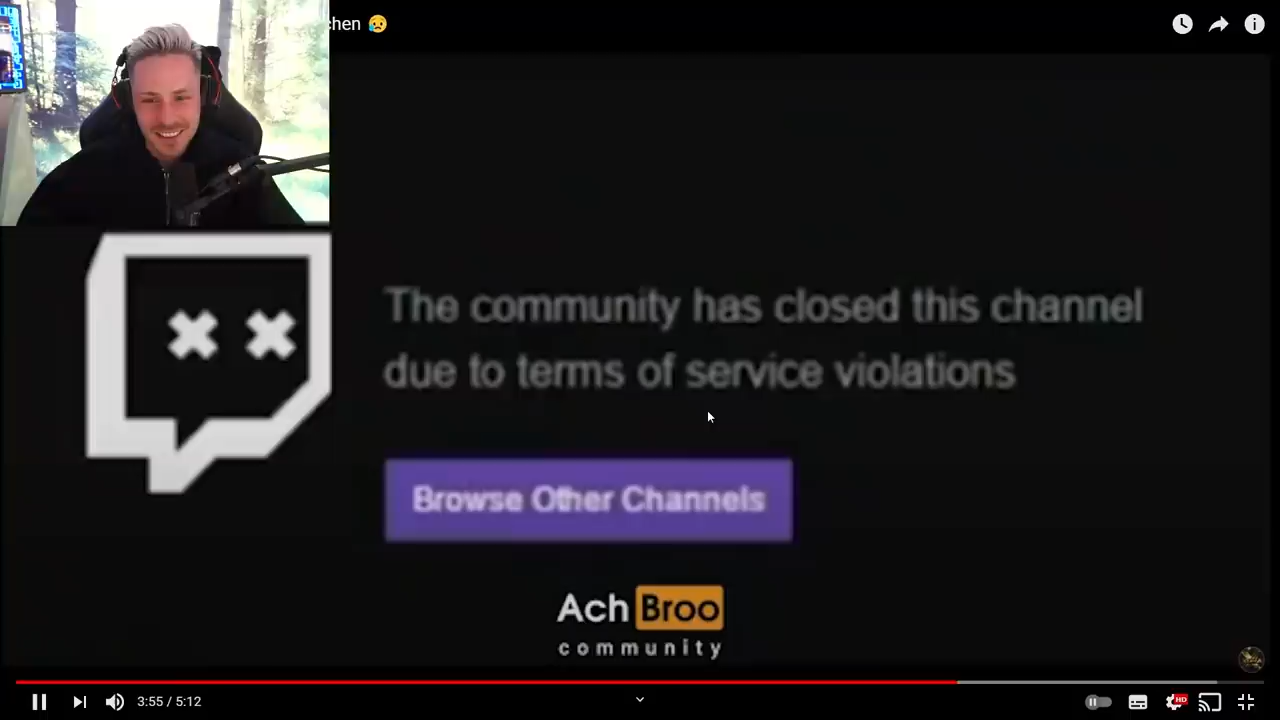 chen 😥
The community has closed this channel
due to terms of service violations
Browse Other Channels
Ach Broo
community
3:55 / 5:12
HD